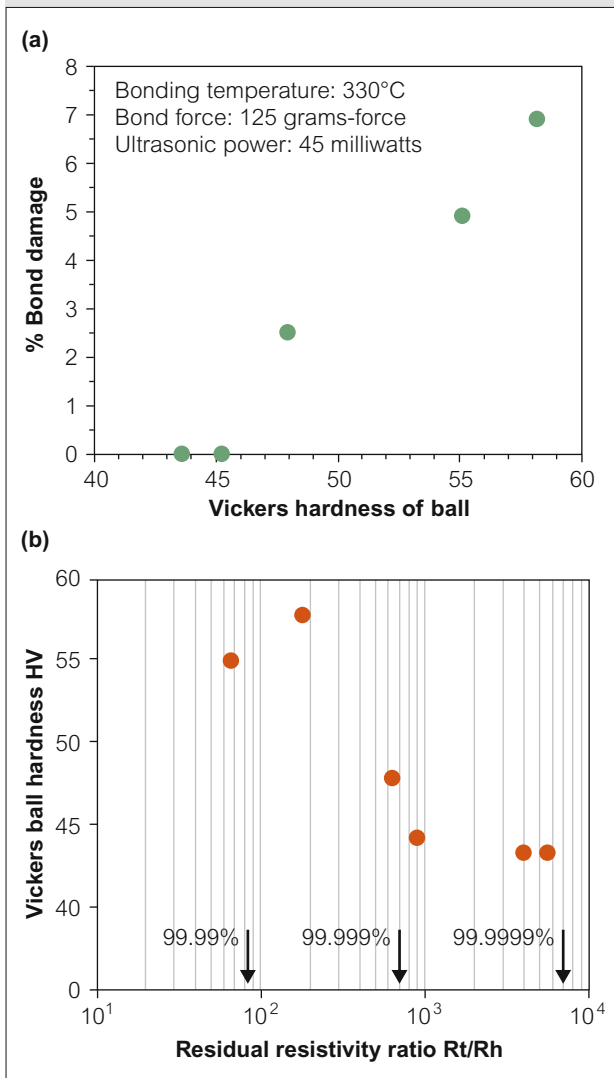 (a)
8
7
6
5
4
3
2
1
0
% Bond damage
Bonding temperature: 330°C
Bond force: 125 grams-force
Ultrasonic power: 45 milliwatts
40 45 50 55 60
Vickers hardness of ball
(b)
60
55
50
45
40
0
Vickers ball hardness HV
99.99% 99.999% 99.9999%
10¹ 10² 10³ 10⁴
Residual resistivity ratio Rt/Rh